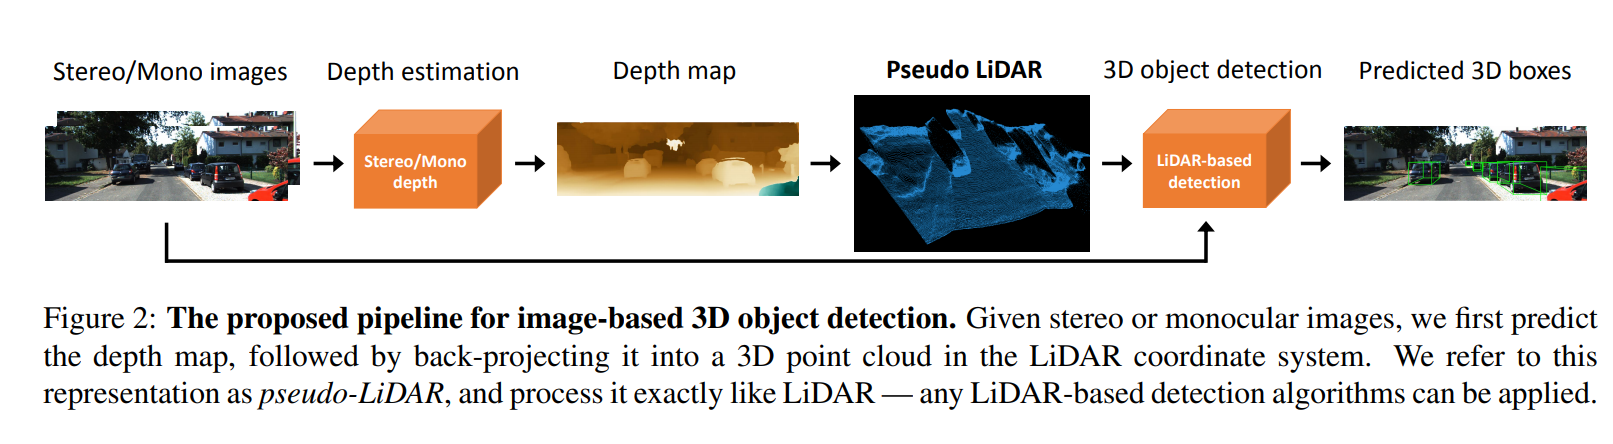 Stereo/Mono images
Depth estimation
Depth map
Pseudo LiDAR
3D object detection
Predicted 3D boxes
Stereo/Mono
depth
LiDAR-based
detection
Figure 2: The proposed pipeline for image-based 3D object detection. Given stereo or monocular images, we first predict
the depth map, followed by back-projecting it into a 3D point cloud in the LiDAR coordinate system. We refer to this
representation as pseudo-LiDAR, and process it exactly like LiDAR — any LiDAR-based detection algorithms can be applied.